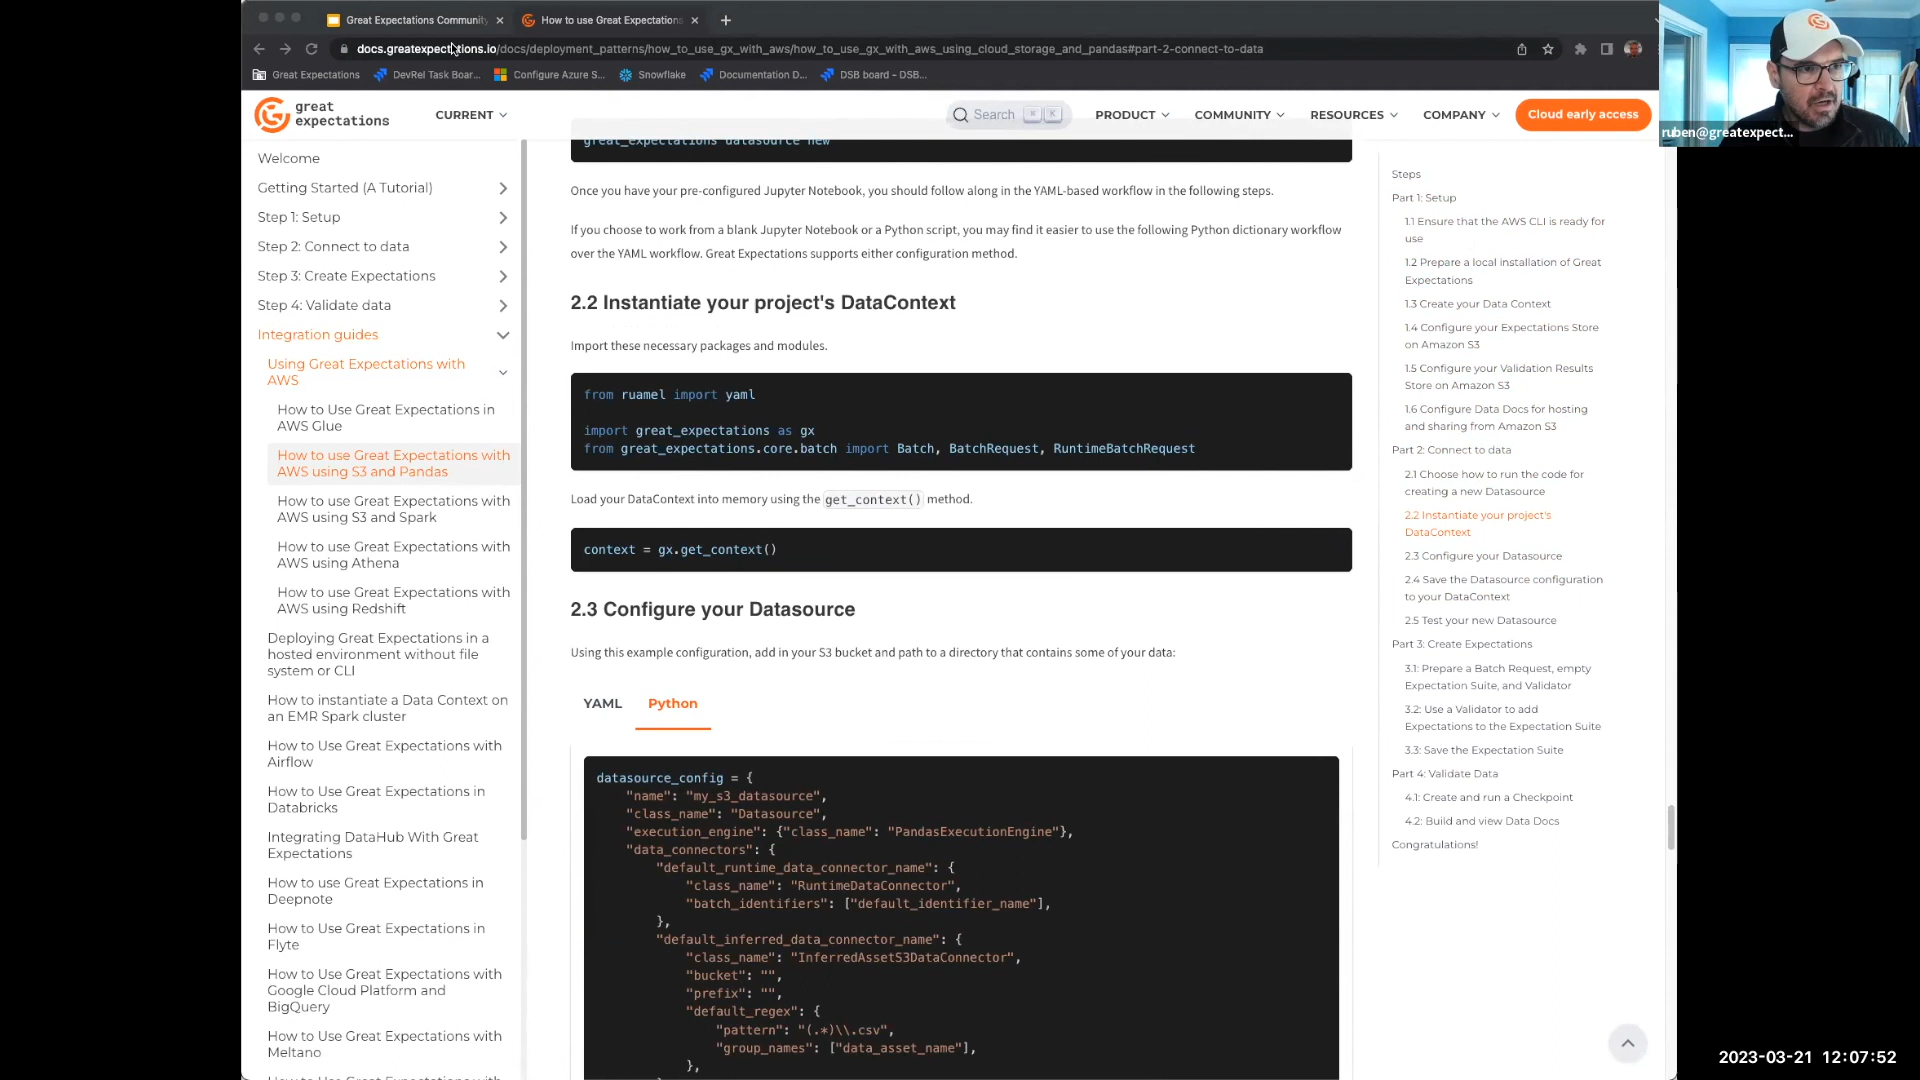 Great Expectations Community
How to use Great Expectations
docs.greatexpectations.io/docs/deployment_patterns/how_to_use_gx_with_aws/how_to_use_gx_with_aws_using_cloud_storage_and_pandas#part-2-connect-to-data
Great Expectations
DevRel Task Boar...
Configure Azure S...
Snowflake
Documentation D...
DSB board – DSB...
great
expectations
CURRENT
Search
K
PRODUCT
COMMUNITY
RESOURCES
COMPANY
Cloud early access
ruben@greatexpect...
Welcome
Getting Started (A Tutorial)
Step 1: Setup
Step 2: Connect to data
Step 3: Create Expectations
Step 4: Validate data
Integration guides
Using Great Expectations with
AWS
How to Use Great Expectations in
AWS Glue
How to use Great Expectations with
AWS using S3 and Pandas
How to use Great Expectations with
AWS using S3 and Spark
How to use Great Expectations with
AWS using Athena
How to use Great Expectations with
AWS using Redshift
Deploying Great Expectations in a
hosted environment without file
system or CLI
How to instantiate a Data Context on
an EMR Spark cluster
How to Use Great Expectations with
Airflow
How to Use Great Expectations in
Databricks
Integrating DataHub With Great
Expectations
How to use Great Expectations in
Deepnote
How to Use Great Expectations in
Flyte
How to Use Great Expectations with
Google Cloud Platform and
BigQuery
How to Use Great Expectations with
Meltano
great_expectations datasource new
Once you have your pre-configured Jupyter Notebook, you should follow along in the YAML-based workflow in the following steps.
If you choose to work from a blank Jupyter Notebook or a Python script, you may find it easier to use the following Python dictionary workflow
over the YAML workflow. Great Expectations supports either configuration method.
2.2 Instantiate your project's DataContext
Import these necessary packages and modules.
from ruamel import yaml
import great_expectations as gx
from great_expectations.core.batch import Batch, BatchRequest, RuntimeBatchRequest
Load your DataContext into memory using the get_context() method.
context = gx.get_context()
2.3 Configure your Datasource
Using this example configuration, add in your S3 bucket and path to a directory that contains some of your data:
YAML
Python
datasource_config = {
"name": "my_s3_datasource",
"class_name": "Datasource",
"execution_engine": {"class_name": "PandasExecutionEngine"},
"data_connectors": {
"default_runtime_data_connector_name": {
"class_name": "RuntimeDataConnector",
"batch_identifiers": ["default_identifier_name"],
},
"default_inferred_data_connector_name": {
"class_name": "InferredAssetS3DataConnector",
"bucket": "",
"prefix": "",
"default_regex": {
"pattern": "(.*)\\.csv",
"group_names": ["data_asset_name"],
},
Steps
Part 1: Setup
1.1 Ensure that the AWS CLI is ready for
use
1.2 Prepare a local installation of Great
Expectations
1.3 Create your Data Context
1.4 Configure your Expectations Store
on Amazon S3
1.5 Configure your Validation Results
Store on Amazon S3
1.6 Configure Data Docs for hosting
and sharing from Amazon S3
Part 2: Connect to data
2.1 Choose how to run the code for
creating a new Datasource
2.2 Instantiate your project's
DataContext
2.3 Configure your Datasource
2.4 Save the Datasource configuration
to your DataContext
2.5 Test your new Datasource
Part 3: Create Expectations
3.1: Prepare a Batch Request, empty
Expectation Suite, and Validator
3.2: Use a Validator to add
Expectations to the Expectation Suite
3.3: Save the Expectation Suite
Part 4: Validate Data
4.1: Create and run a Checkpoint
4.2: Build and view Data Docs
Congratulations!
2023-03-21 12:07:52